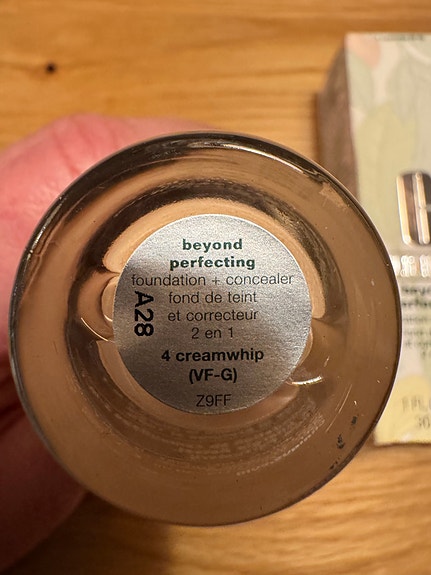 beyond
perfecting
foundation + concealer
fond de teint
et correcteur
2 en 1
4 creamwhip
(VF-G)
Z9FF
A28